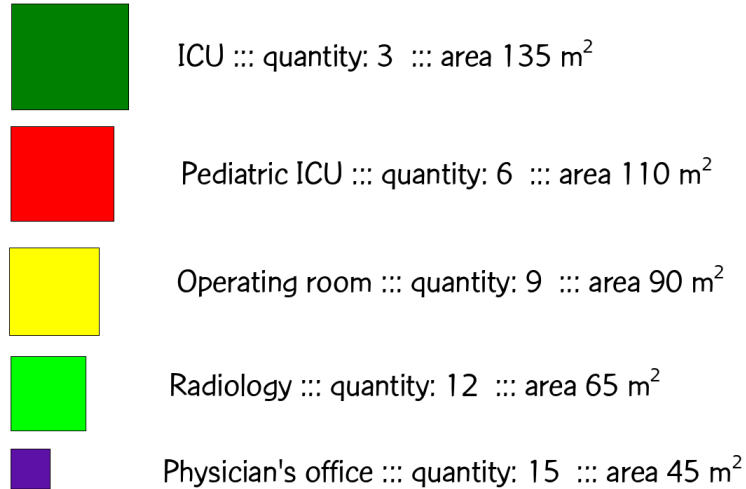 ICU ::: quantity: 3 ::: area 135 m²
Pediatric ICU ::: quantity: 6 ::: area 110 m²
Operating room ::: quantity: 9 ::: area 90 m²
Radiology ::: quantity: 12 ::: area 65 m²
Physician's office ::: quantity: 15 ::: area 45 m²